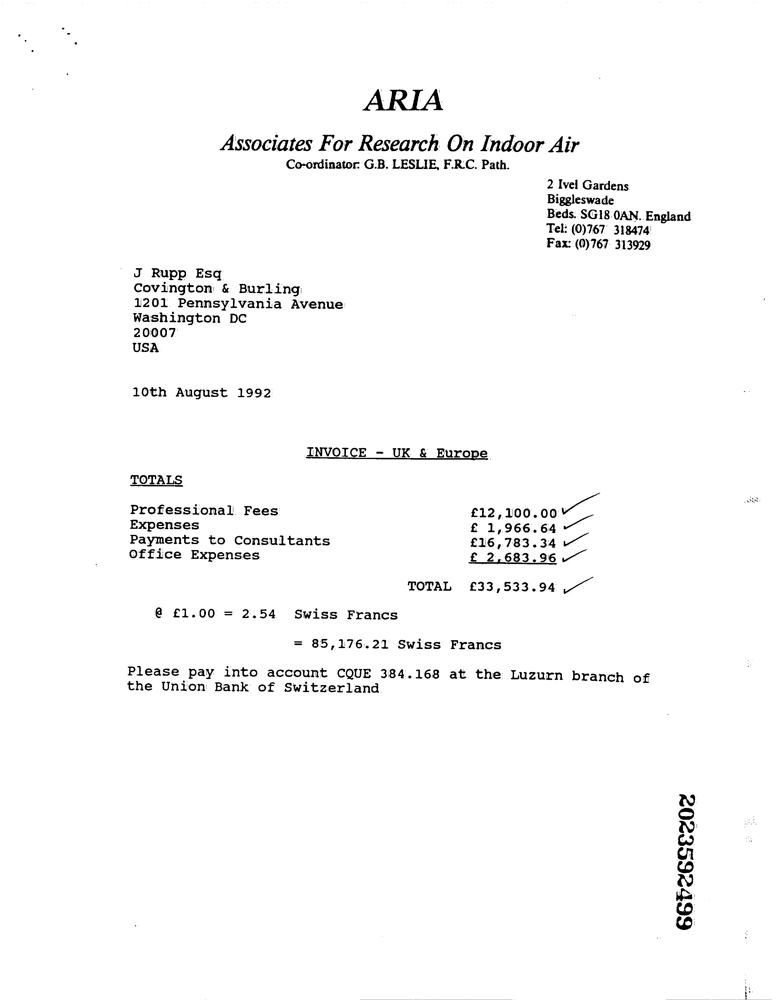 ARIA
Associates For Research On Indoor Air
Co-ordinator: G.B. LESLIE, F.R.C. Path.
2 Ivel Gardens
Biggleswade
Beds. SG18 0AN. England
Tel: (0)767 318474
Fax: (0)767 313929
J Rupp Esq
Covington & Burling
1201 Pennsylvania Avenue
Washington DC
20007
USA
10th August 1992
INVOICE - UK & Europe
TOTALS
Professional Fees £12,100.00
Expenses £ 1,966.64
Payments to Consultants £16,783.34
Office Expenses £ 2,683.96
TOTAL £33,533.94
@ £1.00 = 2.54 Swiss Francs
= 85,176.21 Swiss Francs
Please pay into account CQUE 384.168 at the Luzurn branch of
the Union Bank of Switzerland
2023592499